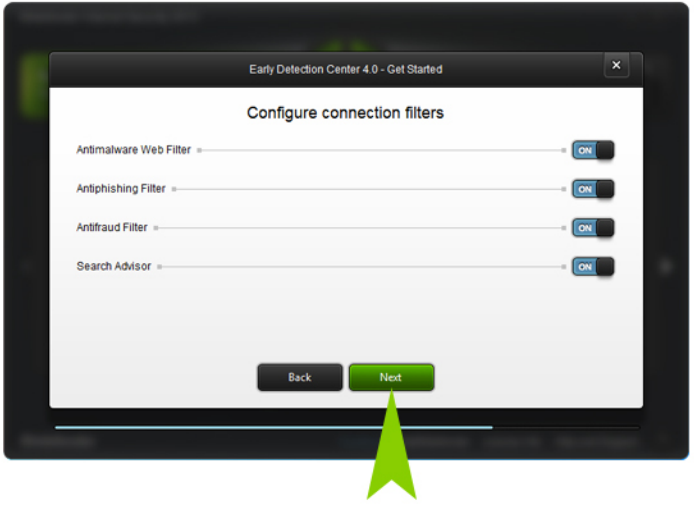 Early Detection Center 4.0 - Get Started
×
Configure connection filters
Antimalware Web Filter ON
Antiphishing Filter ON
Antifraud Filter ON
Search Advisor ON
Back Next